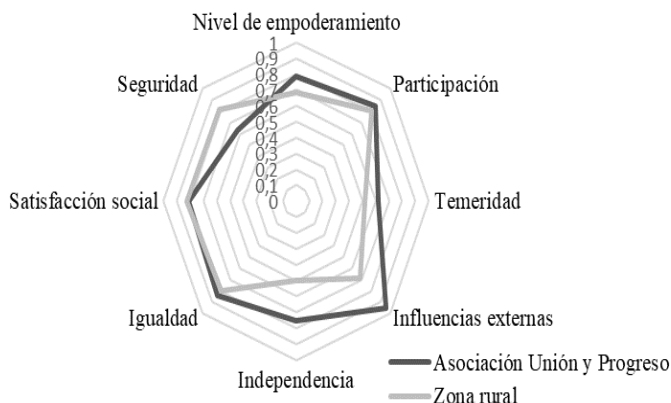 Nivel de empoderamiento
1
0,9
0,8
0,7
0,6
0,5
0,4
0,3
0,2
0,1
0
Seguridad
Participación
Satisfacción social
Temeridad
Igualdad
Influencias externas
Independencia
Asociación Unión y Progreso
Zona rural